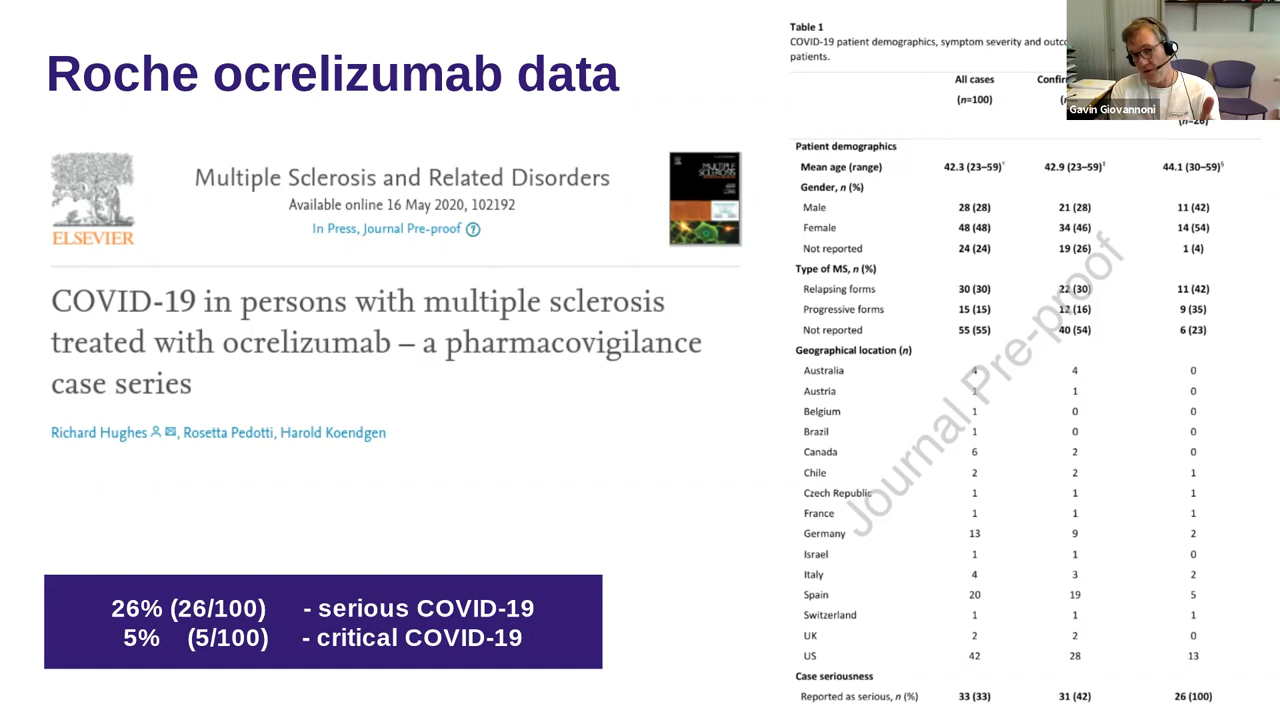 Roche ocrelizumab data
ELSEVIER
Multiple Sclerosis and Related Disorders
Available online 16 May 2020, 102192
In Press, Journal Pre-proof ?
MULTIPLE
SCLEROSIS
COVID-19 in persons with multiple sclerosis
treated with ocrelizumab – a pharmacovigilance
case series
Richard Hughes, Rosetta Pedotti, Harold Koendgen
26% (26/100) - serious COVID-19
5% (5/100) - critical COVID-19
Table 1
COVID-19 patient demographics, symptom severity and
patients.
All cases
(n=100)
(n=26)
Patient demographics
Mean age (range) 42.3 (23–59)† 42.9 (23–59)‡ 44.1 (30–59)§
Gender, n (%)
Male 28 (28) 21 (28) 11 (42)
Female 48 (48) 34 (46) 14 (54)
Not reported 24 (24) 19 (26) 1 (4)
Type of MS, n (%)
Relapsing forms 30 (30) 22 (30) 11 (42)
Progressive forms 15 (15) 12 (16) 9 (35)
Not reported 55 (55) 40 (54) 6 (23)
Geographical location (n)
Australia 4 4 0
Austria 1 1 0
Belgium 1 0 0
Brazil 1 0 0
Canada 6 2 0
Chile 2 2 1
Czech Republic 1 1 1
France 1 1 1
Germany 13 9 2
Israel 1 1 0
Italy 4 3 2
Spain 20 19 5
Switzerland 1 1 1
UK 2 2 0
US 42 28 13
Case seriousness
Reported as serious, n (%) 33 (33) 31 (42) 26 (100)
Journal Pre-proof
Gavin Giovannoni